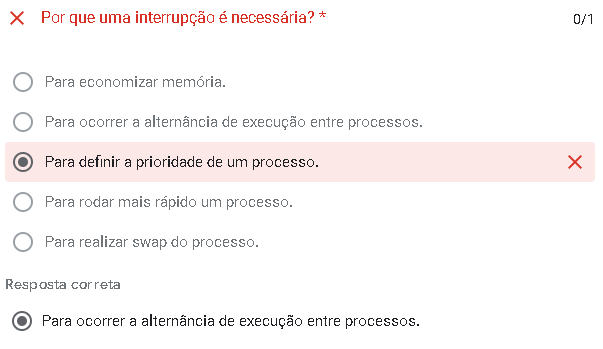 Por que uma interrupção é necessária? *
0/1
Para economizar memória.
Para ocorrer a alternância de execução entre processos.
Para definir a prioridade de um processo.
Para rodar mais rápido um processo.
Para realizar swap do processo.
Resposta correta
Para ocorrer a alternância de execução entre processos.